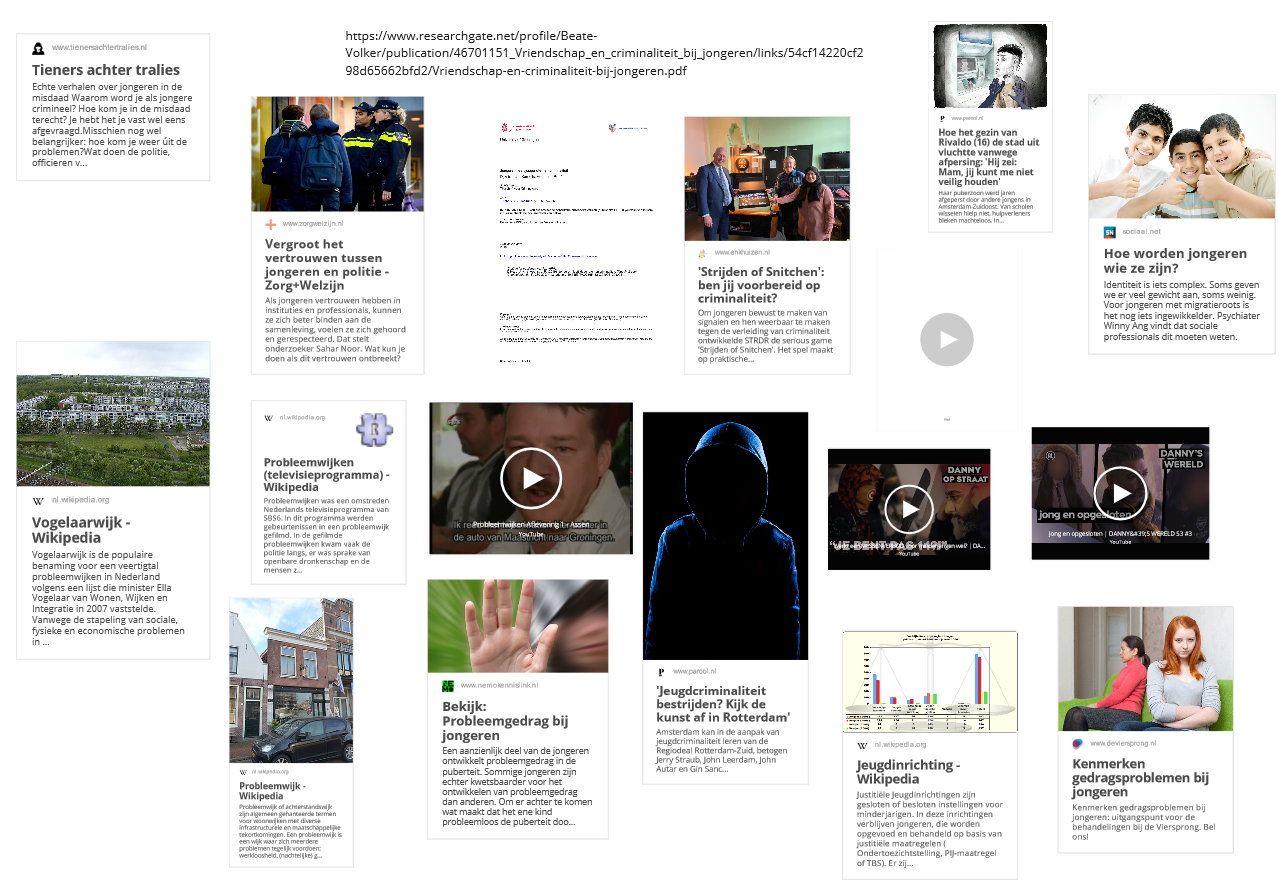 https://www.researchgate.net/profile/Beate-
Volker/publication/46701151_Vriendschap_en_criminaliteit_bij_jongeren/links/54cf14220cf2
98d65662bfd2/Vriendschap-en-criminaliteit-bij-jongeren.pdf
www.tienersachtertralies.nl
Tieners achter tralies
Echte verhalen over jongeren in de
misdaad Waarom word je als jongere
crimineel? Hoe kom je in de misdaad
terecht? Je hebt het je vast wel eens
afgevraagd.Misschien nog wel
belangrijker: hoe kom je weer úit de
problemen?Wat doen de politie,
officieren v...
www.zorgwelzijn.nl
Vergroot het
vertrouwen tussen
jongeren en politie -
Zorg+Welzijn
Als jongeren vertrouwen hebben in
instituties en professionals, kunnen
ze zich beter binden aan de
samenleving, voelen ze zich gehoord
en gerespecteerd. Dat stelt
onderzoeker Sahar Noor. Wat kun je
doen als dit vertrouwen ontbreekt?
www.enkhuizen.nl
'Strijden of Snitchen':
ben jij voorbereid op
criminaliteit?
Om jongeren bewust te maken van
signalen en hen weerbaar te maken
tegen de verleiding van criminaliteit
ontwikkelde STRDR de serious game
'Strijden of Snitchen'. Het spel maakt
op praktische...
www.parool.nl
Hoe het gezin van
Rivaldo (16) de stad uit
vluchtte vanwege
afpersing: 'Hij zei:
Mam, jij kunt me niet
veilig houden'
Haar puberzoon werd jaren
afgeperst door andere jongens in
Amsterdam-Zuidoost. Van scholen
wisselen hielp niet, hulpverleners
bleken machteloos. In...
sociaal.net
Hoe worden jongeren
wie ze zijn?
Identiteit is iets complex. Soms geven
we er veel gewicht aan, soms weinig.
Voor jongeren met migratieroots is
het nog iets ingewikkelder. Psychiater
Winny Ang vindt dat sociale
professionals dit moeten weten.
nl.wikipedia.org
Vogelaarwijk -
Wikipedia
Vogelaarwijk is de populaire
benaming voor een veertigtal
probleemwijken in Nederland
volgens een lijst die minister Ella
Vogelaar van Wonen, Wijken en
Integratie in 2007 vaststelde.
Vanwege de stapeling van sociale,
fysieke en economische problemen
in ...
nl.wikipedia.org
Probleemwijken
(televisieprogramma) -
Wikipedia
Probleemwijken was een omstreden
Nederlands televisieprogramma van
SBS6. In dit programma werden
gebeurtenissen in een probleemwijk
gefilmd. In de gefilmde
probleemwijken kwam vaak de
politie langs, er was sprake van
openbare dronkenschap en de
mensen z...
Probleemwijken Aflevering 1- Assen
YouTube
de auto van Maastricht naar Groningen.
DANNY
OP STRAAT
YouTube
DANNY'S
WERELD
jong en opgesloten
Jong en opgesloten | DANNY&#39;S WERELD S3 #3
YouTube
nl.wikipedia.org
Probleemwijk -
Wikipedia
Probleemwijk of achterstandswijk
zijn algemeen gehanteerde termen
voor woonwijken met diverse
infrastructurele en maatschappelijke
tekortkomingen. Een probleemwijk is
een wijk waar zich meerdere
problemen tegelijk voordoen:
werkloosheid, (nachtelijke) g...
www.nemokennislink.nl
Bekijk:
Probleemgedrag bij
jongeren
Een aanzienlijk deel van de jongeren
ontwikkelt probleemgedrag in de
puberteit. Sommige jongeren zijn
echter kwetsbaarder voor het
ontwikkelen van probleemgedrag
dan anderen. Om er achter te komen
wat maakt dat het ene kind
probleemloos de puberteit doo...
www.parool.nl
'Jeugdcriminaliteit
bestrijden? Kijk de
kunst af in Rotterdam'
Amsterdam kan in de aanpak van
jeugdcriminaliteit leren van de
Regiodeal Rotterdam-Zuid, betogen
Jerry Straub, John Leerdam, John
Autar en Gin Sanc...
nl.wikipedia.org
Jeugdinrichting -
Wikipedia
Justitiële Jeugdinrichtingen zijn
gesloten of besloten instellingen voor
minderjarigen. In deze inrichtingen
verblijven jongeren, die worden
opgevoed en behandeld op basis van
justitiële maatregelen (
Ondertoezichtstelling, PIJ-maatregel
of TBS). Er zij...
www.deviersprong.nl
Kenmerken
gedragsproblemen bij
jongeren
Kenmerken gedragsproblemen bij
jongeren: uitgangspunt voor de
behandelingen bij de Viersprong. Bel
ons!